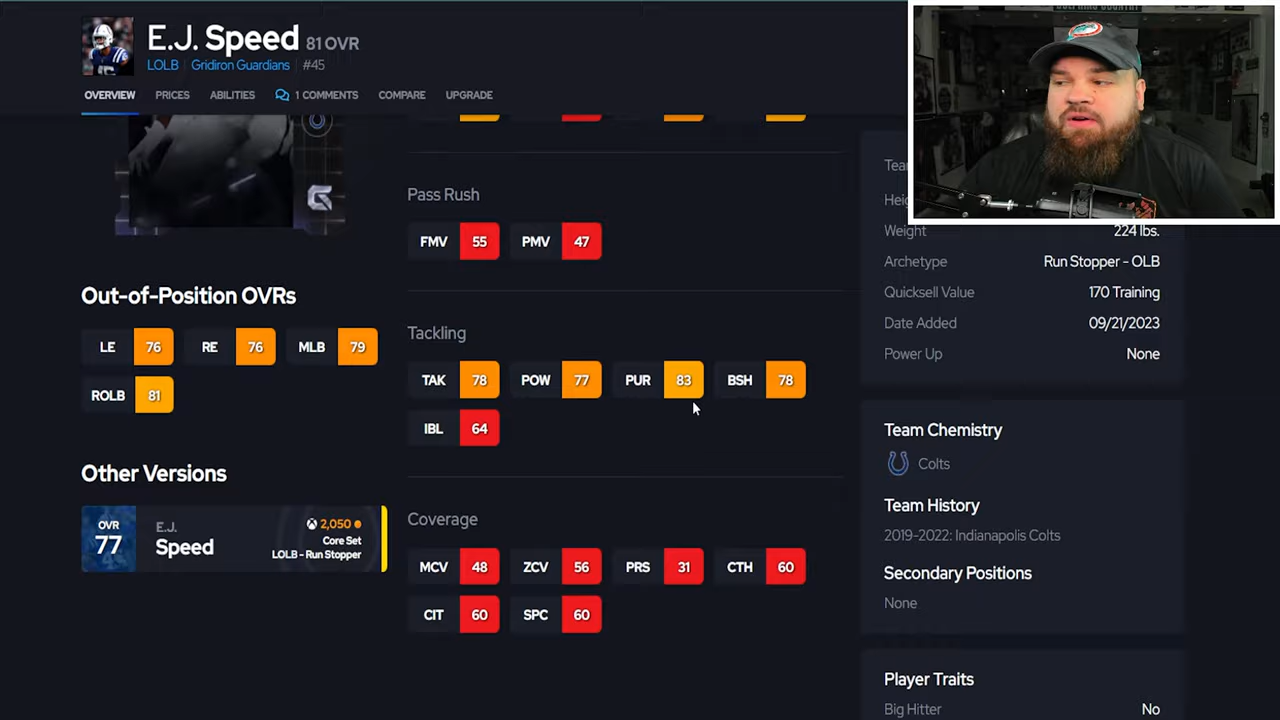 E.J. Speed 81 OVR
LOLB Gridiron Guardians #45
OVERVIEW PRICES ABILITIES 1 COMMENTS COMPARE UPGRADE
Pass Rush
FMV 55 PMV 47
Out-of-Position OVRs
LE 76 RE 76 MLB 79
ROLB 81
Tackling
TAK 78 POW 77 PUR 83 BSH 78
IBL 64
Other Versions
OVR 77
E.J. Speed
2,050
Core Set
LOLB - Run Stopper
Coverage
MCV 48 ZCV 56 PRS 31 CTH 60
CIT 60 SPC 60
Weight 224 lbs.
Archetype Run Stopper - OLB
Quicksell Value 170 Training
Date Added 09/21/2023
Power Up None
Team Chemistry
Colts
Team History
2019-2022: Indianapolis Colts
Secondary Positions
None
Player Traits
Big Hitter No